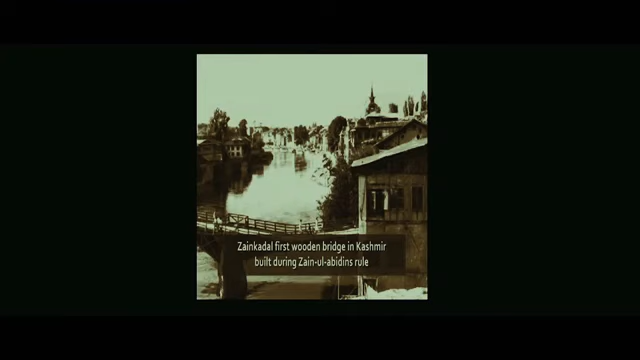 Zainkadal first wooden bridge in Kashmir
built during Zain-ul-abidins rule